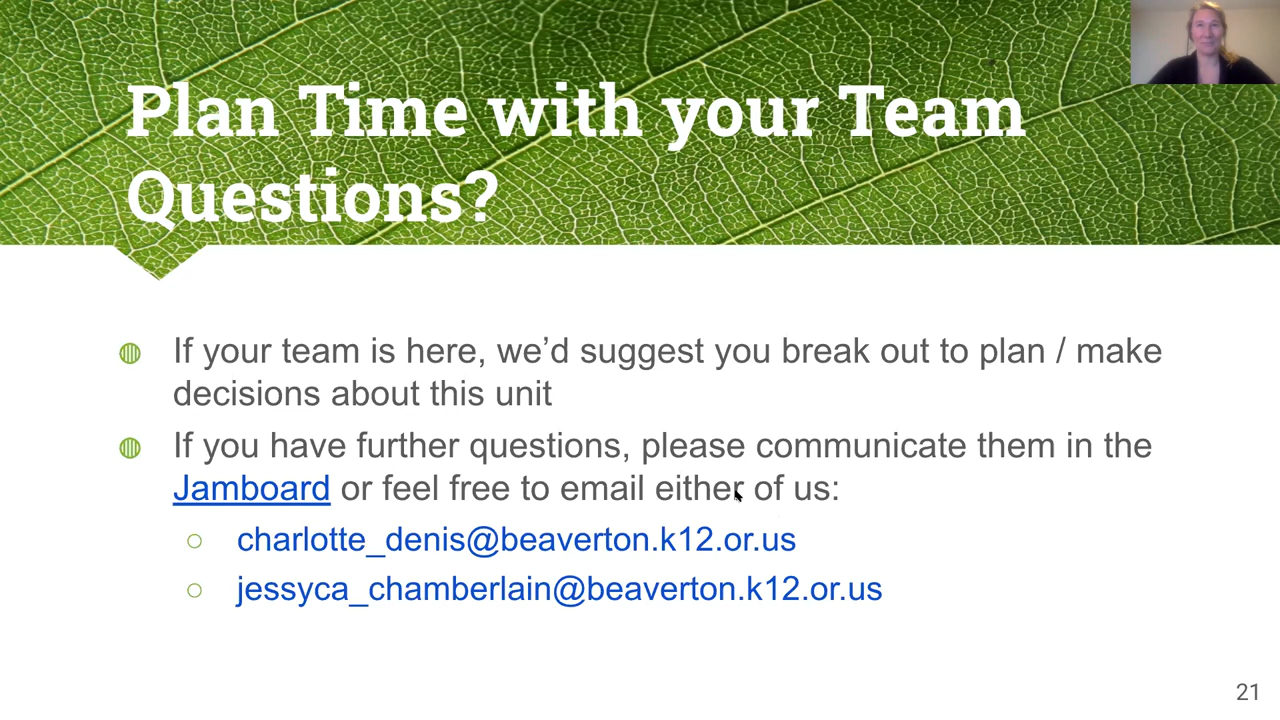 Plan Time with your Team
Questions?
If your team is here, we’d suggest you break out to plan / make
decisions about this unit
If you have further questions, please communicate them in the
Jamboard or feel free to email either of us:
charlotte_denis@beaverton.k12.or.us
jessyca_chamberlain@beaverton.k12.or.us
21